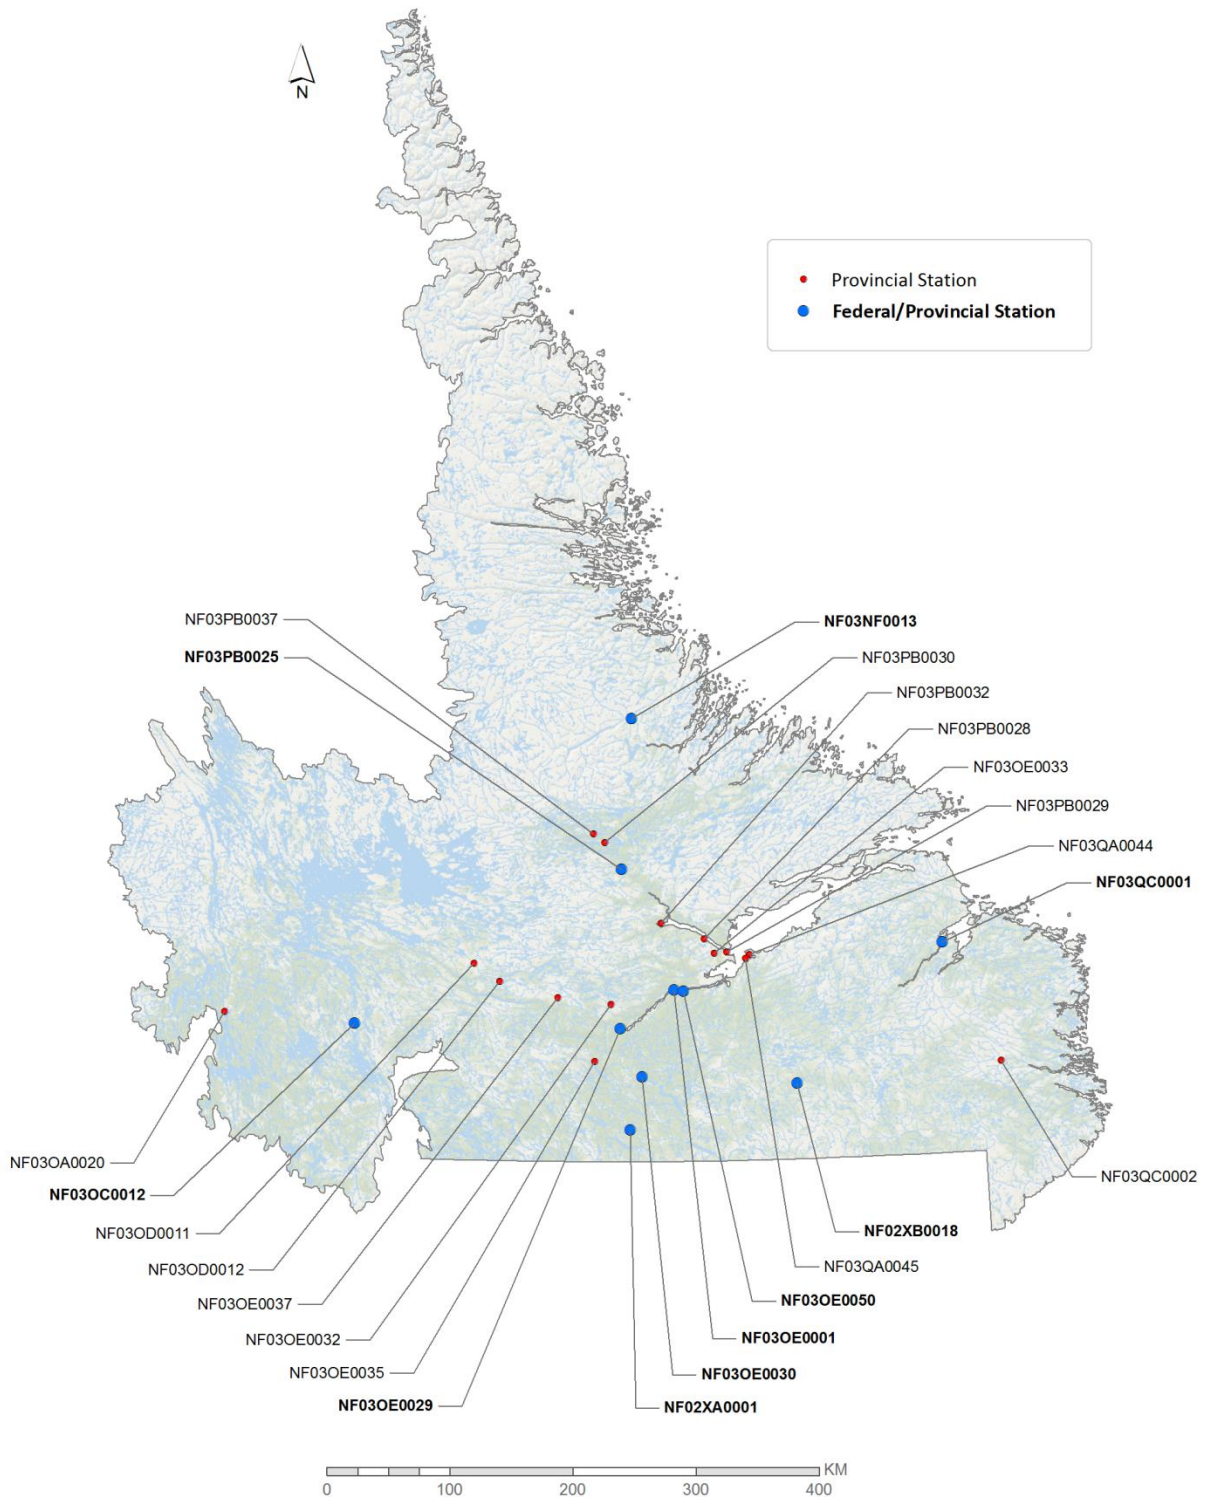 N
Provincial Station
Federal/Provincial Station
NF03PB0037
NF03PB0025
NF03NF0013
NF03PB0030
NF03PB0032
NF03PB0028
NF03OE0033
NF03PB0029
NF03QA0044
NF03QC0001
NF03OA0020
NF03OC0012
NF03OD0011
NF03OD0012
NF03OE0037
NF03OE0032
NF03OE0035
NF03OE0029
NF03QC0002
NF02XB0018
NF03QA0045
NF03OE0050
NF03OE0001
NF03OE0030
NF02XA0001
KM
0 100 200 300 400